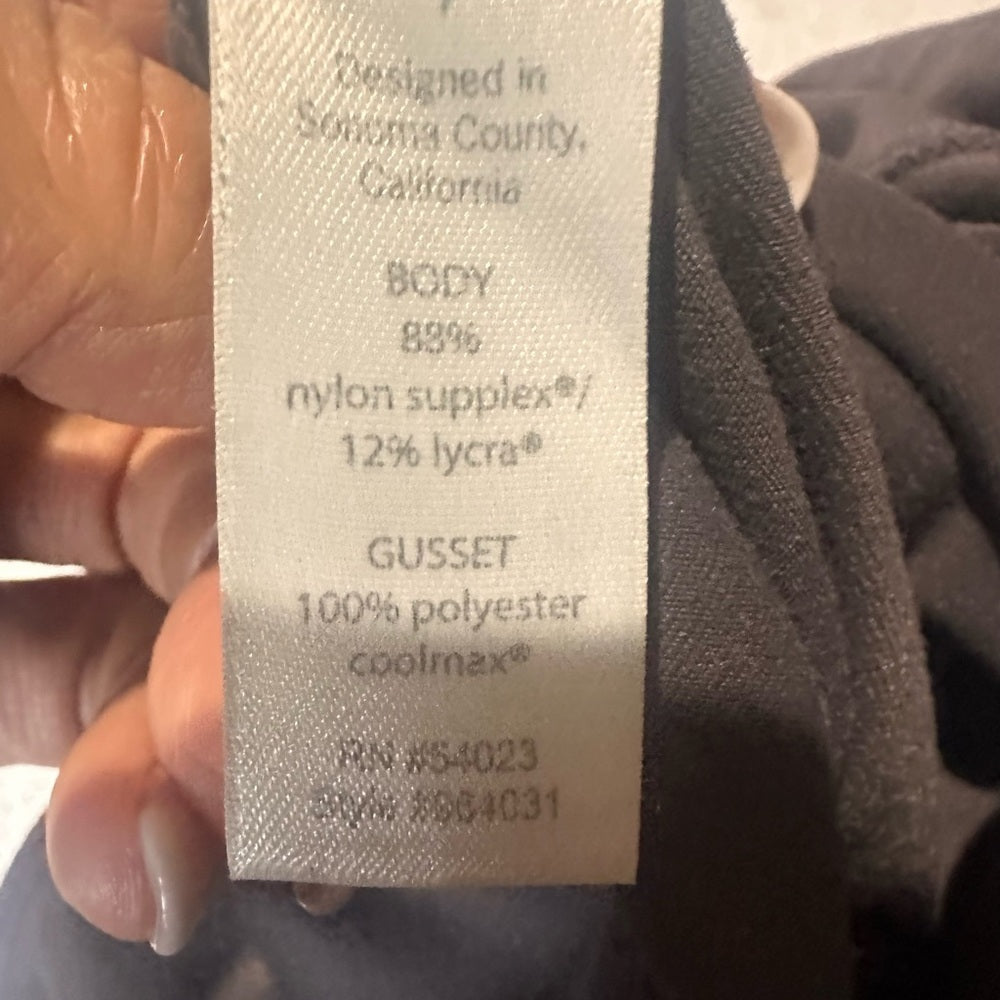 Designed in
Sonoma County,
California
BODY
88%
nylon supplex®/
12% lycra®
GUSSET
100% polyester
coolmax®
RN #54023
Style #964031